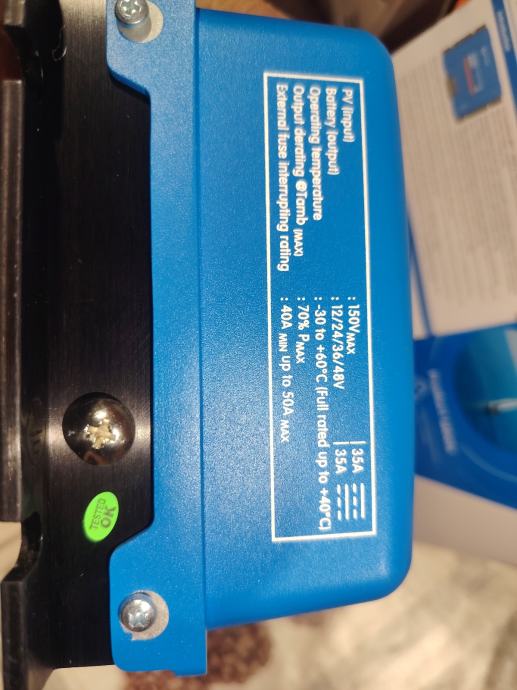 PV (input) : 150VMAX | 35A
Battery (output) : 12/24/36/48V | 35A
Operating temperature : -30 to +60°C (Full rated up to +40°C)
Output derating @Tamb (MAX) : 70% PMAX
External fuse interrupting rating : 40A MIN up to 50A MAX
TESTED
OK